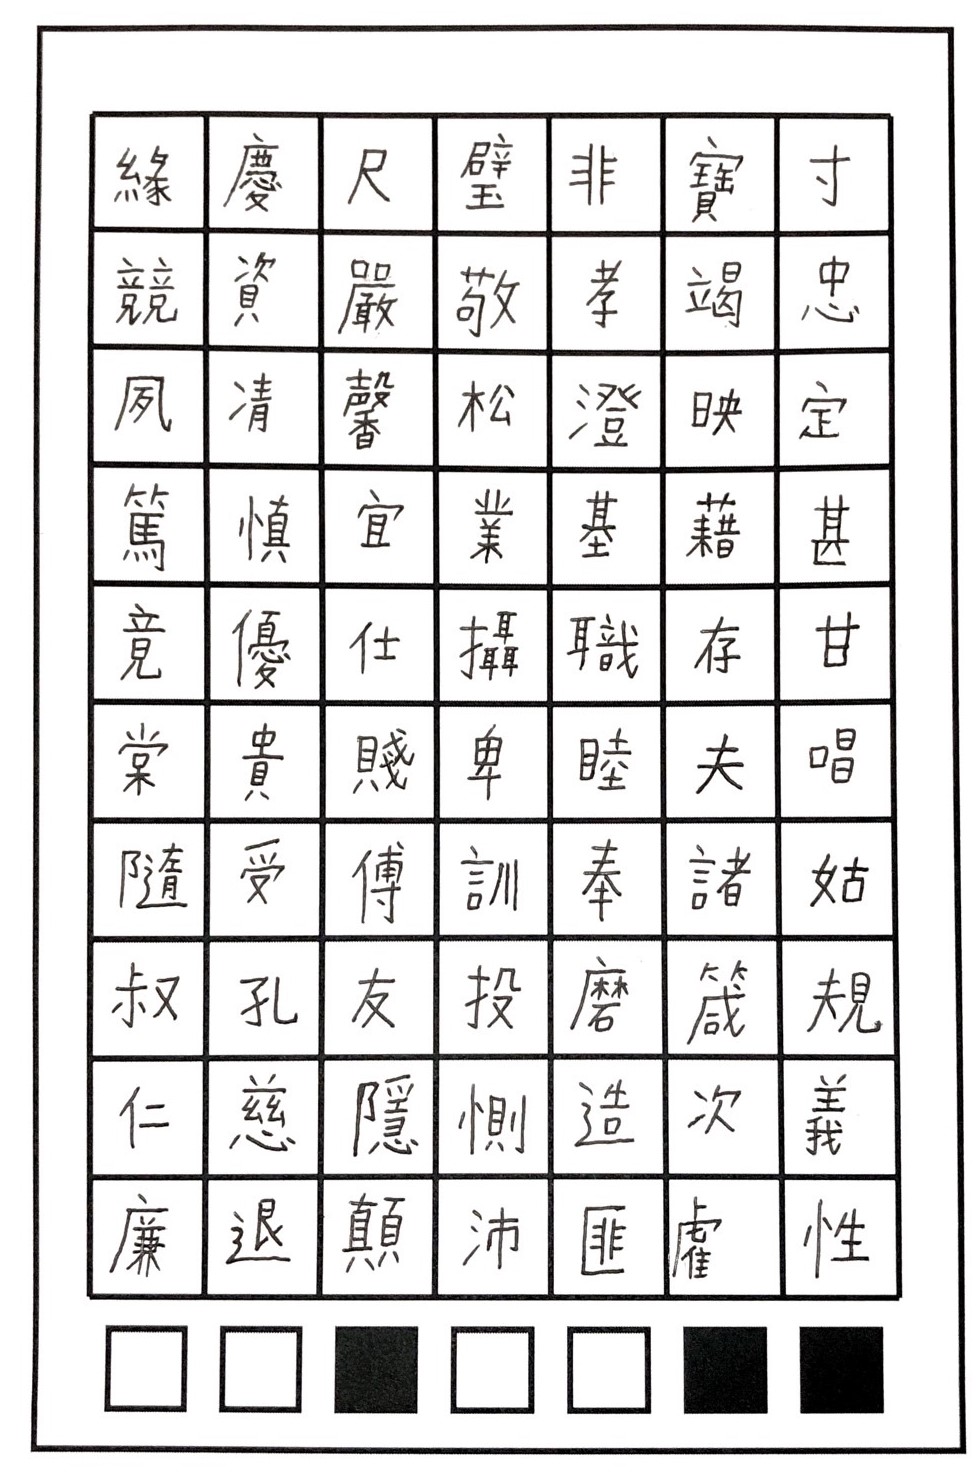 緣慶尺璧非寶寸
競資嚴敬孝竭忠
夙凊馨松澄映定
篤慎宜業基藉甚
竟優仕攝職存甘
棠貴賤卑睦夫唱
隨受傅訓奉諸姑
叔孔友投磨箴規
仁慈隱惻造次義
廉退顛沛匪虧性